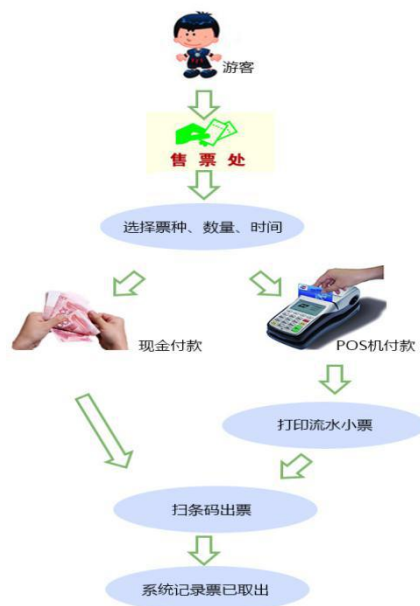 游客
售票处
选择票种、数量、时间
现金付款
POS机付款
打印流水小票
扫条码出票
系统记录票已取出